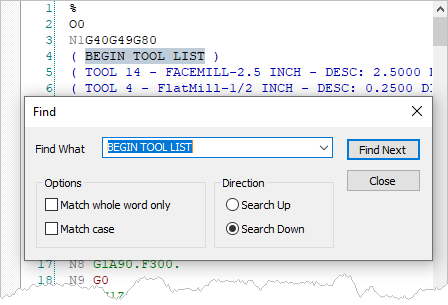 1 %
2 O0
3 N1G40G49G80
4 ( BEGIN TOOL LIST )
5 ( TOOL 14 - FACEMILL-2.5 INCH - DESC: 2.5000
6 ( TOOL 4 - FlatMill-1/2 INCH - DESC: 0.2500
Find
Find What BEGIN TOOL LIST Find Next
Close
Options
Match whole word only
Match case
Direction
Search Up
Search Down
17 N8 G1A90.F300.
18 N9 G0